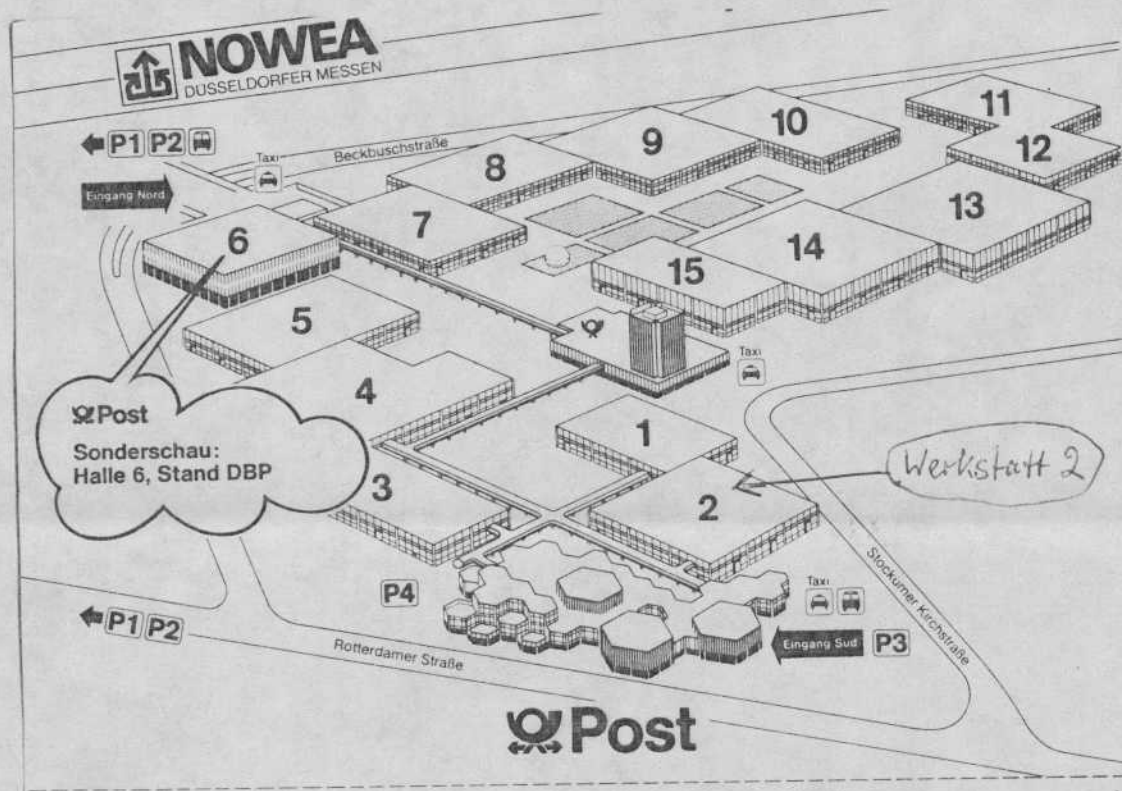 NOWEA
DÜSSELDORFER MESSEN
P1 P2
Taxi
Beckbuschstraße
Eingang Nord
11
10
12
9
8
13
7
6
14
15
5
Taxi
4
Post
Sonderschau:
Halle 6, Stand DBP
1
Werkstatt 2
3
2
Stockumer Kirchstraße
P4
Taxi
P1 P2
Rotterdamer Straße
Eingang Süd
P3
Post